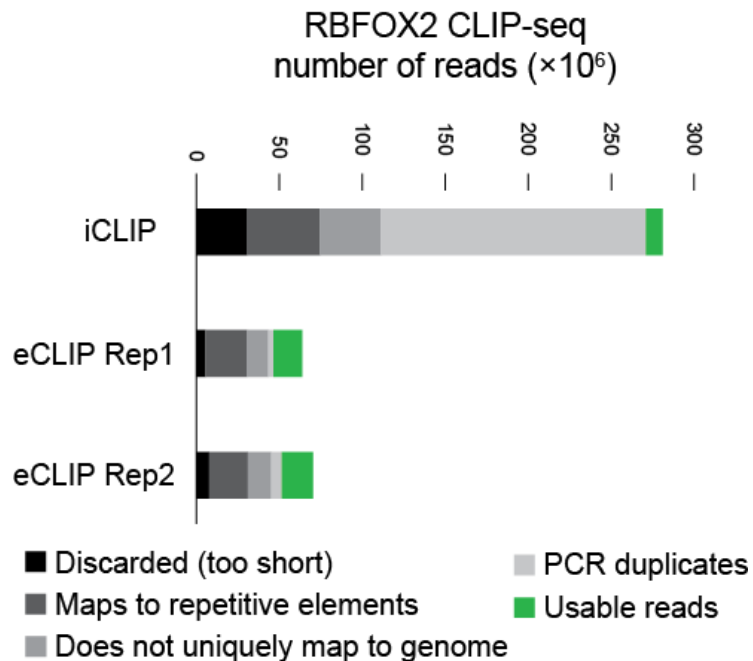 RBFOX2 CLIP-seq
number of reads (×10⁶)
0 50 100 150 200 250 300
iCLIP
eCLIP Rep1
eCLIP Rep2
Discarded (too short)
Maps to repetitive elements
Does not uniquely map to genome
PCR duplicates
Usable reads